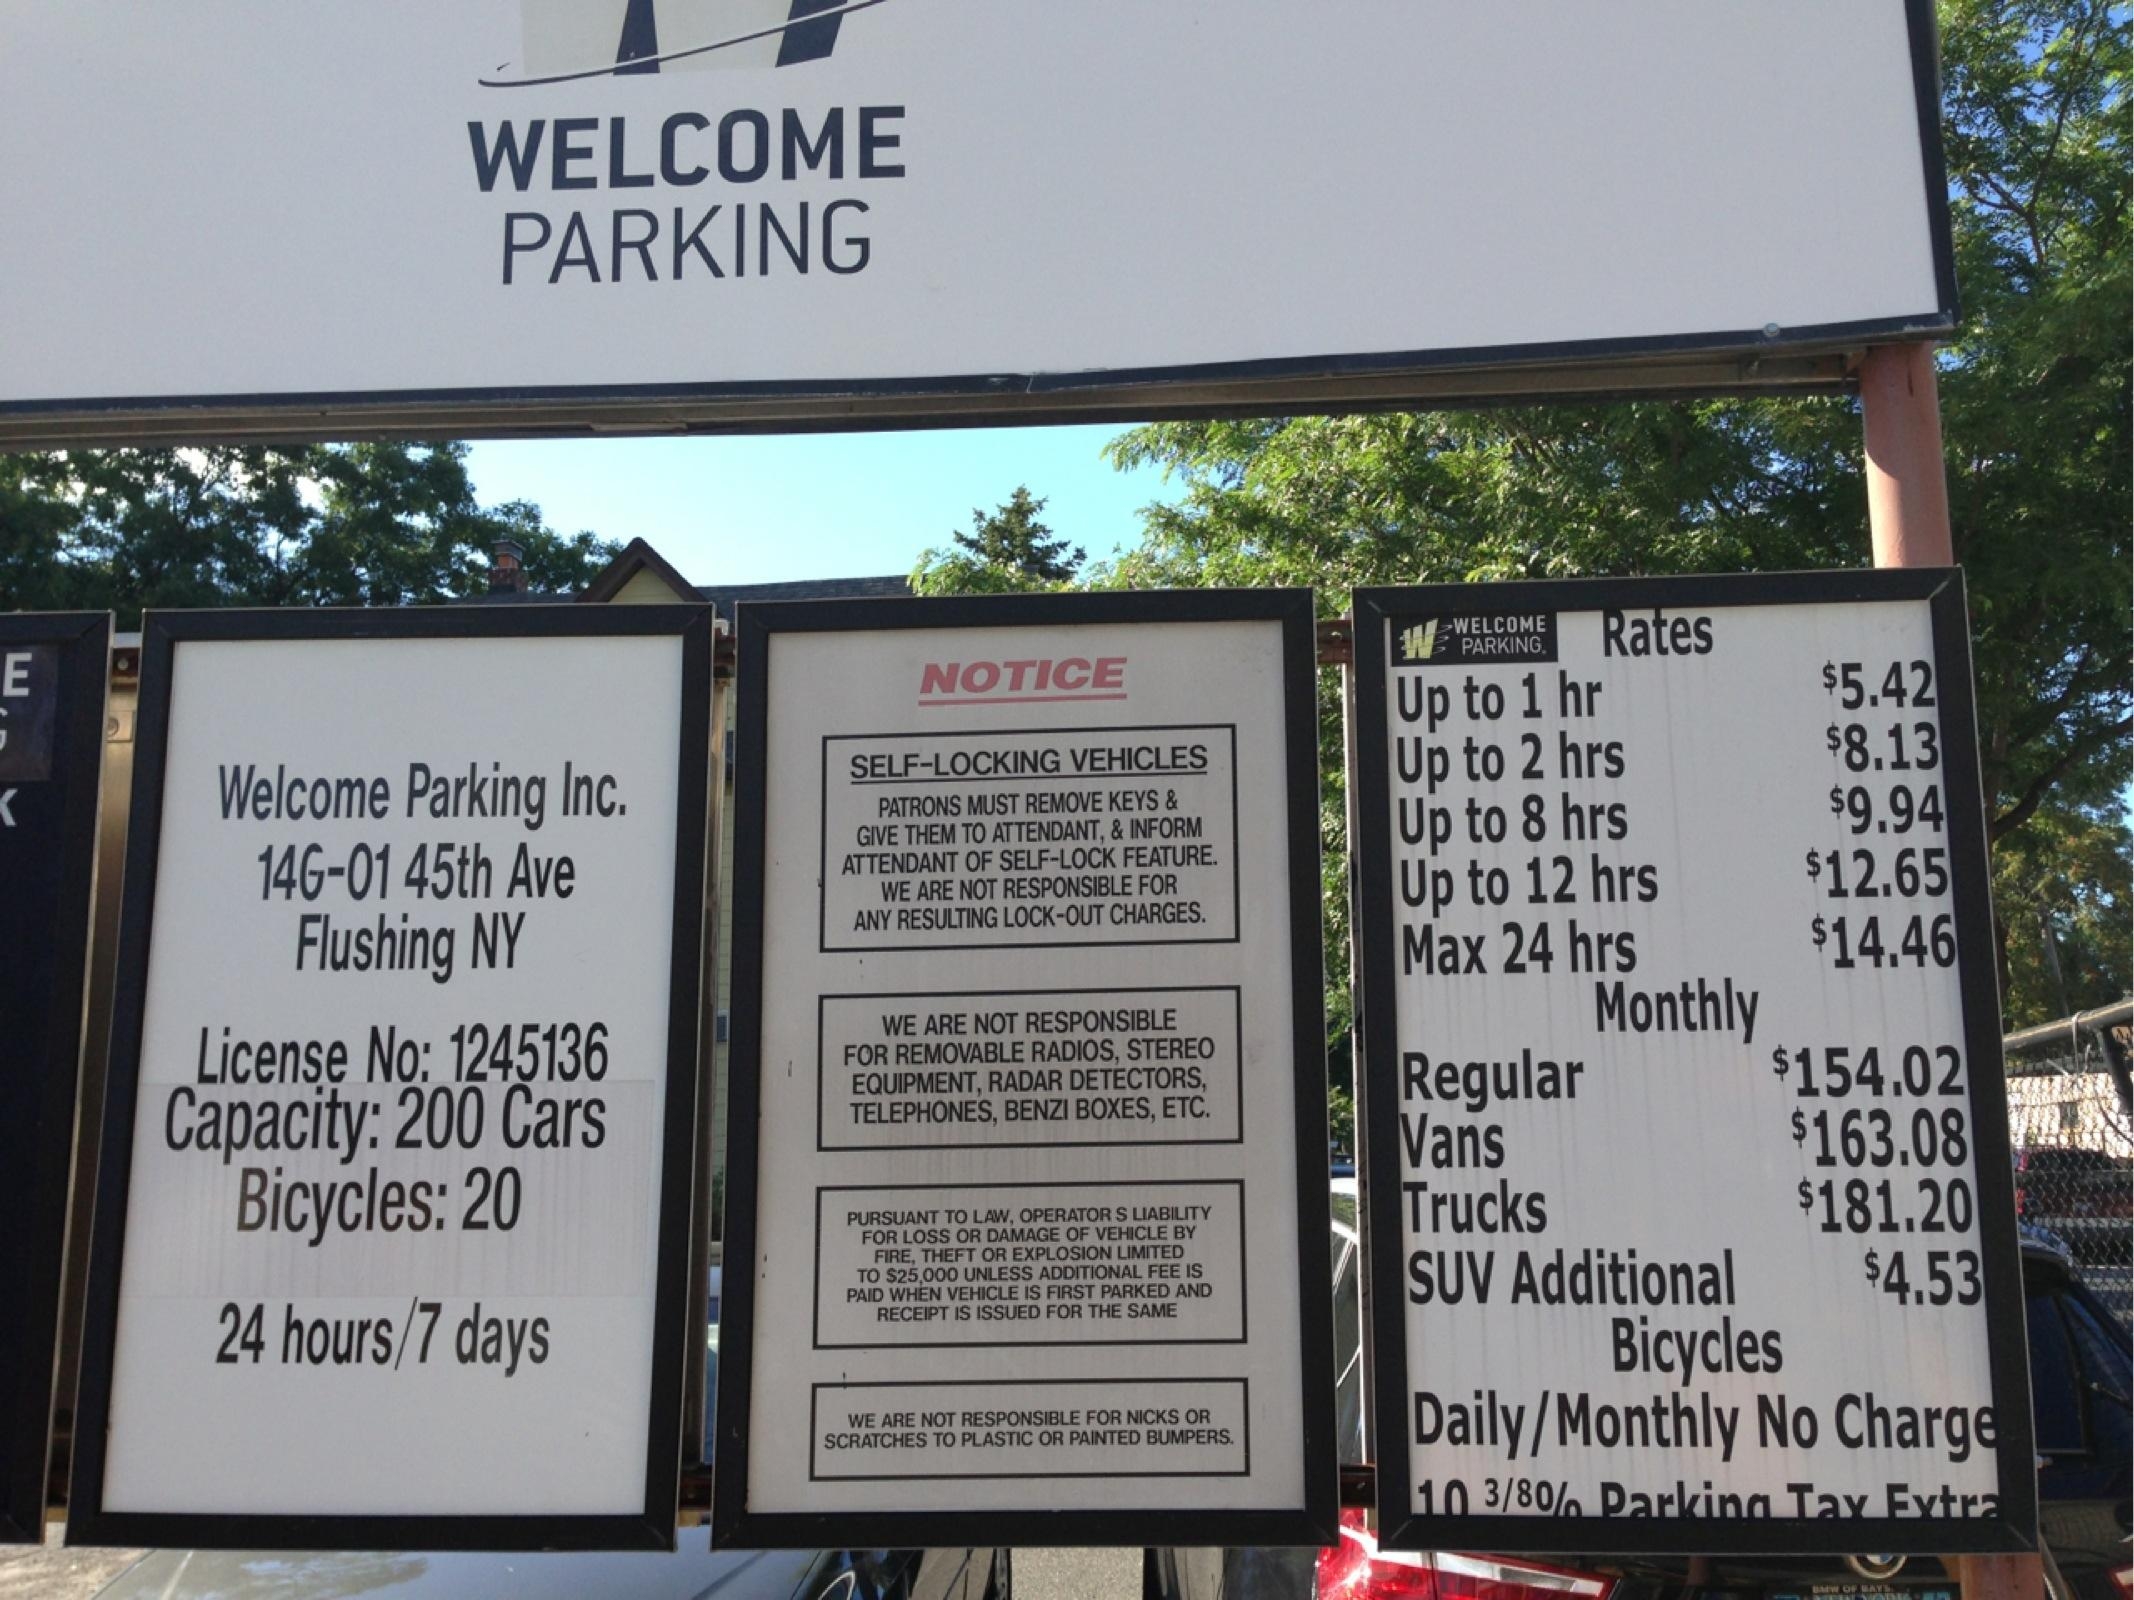 WELCOME
PARKING
E
K
Welcome Parking Inc.
14G-01 45th Ave
Flushing NY
License No: 1245136
Capacity: 200 Cars
Bicycles: 20
24 hours/7 days
NOTICE
SELF-LOCKING VEHICLES
PATRONS MUST REMOVE KEYS &
GIVE THEM TO ATTENDANT, & INFORM
ATTENDANT OF SELF-LOCK FEATURE.
WE ARE NOT RESPONSIBLE FOR
ANY RESULTING LOCK-OUT CHARGES.
WE ARE NOT RESPONSIBLE
FOR REMOVABLE RADIOS, STEREO
EQUIPMENT, RADAR DETECTORS,
TELEPHONES, BENZI BOXES, ETC.
PURSUANT TO LAW, OPERATOR S LIABILITY
FOR LOSS OR DAMAGE OF VEHICLE BY
FIRE, THEFT OR EXPLOSION LIMITED
TO $25,000 UNLESS ADDITIONAL FEE IS
PAID WHEN VEHICLE IS FIRST PARKED AND
RECEIPT IS ISSUED FOR THE SAME
WE ARE NOT RESPONSIBLE FOR NICKS OR
SCRATCHES TO PLASTIC OR PAINTED BUMPERS.
W WELCOME
PARKING.
Rates
Up to 1 hr $5.42
Up to 2 hrs $8.13
Up to 8 hrs $9.94
Up to 12 hrs $12.65
Max 24 hrs $14.46
Monthly
Regular $154.02
Vans $163.08
Trucks $181.20
SUV Additional $4.53
Bicycles
Daily/Monthly No Charge
10 3/8% Parking Tax Extra
BMW OF